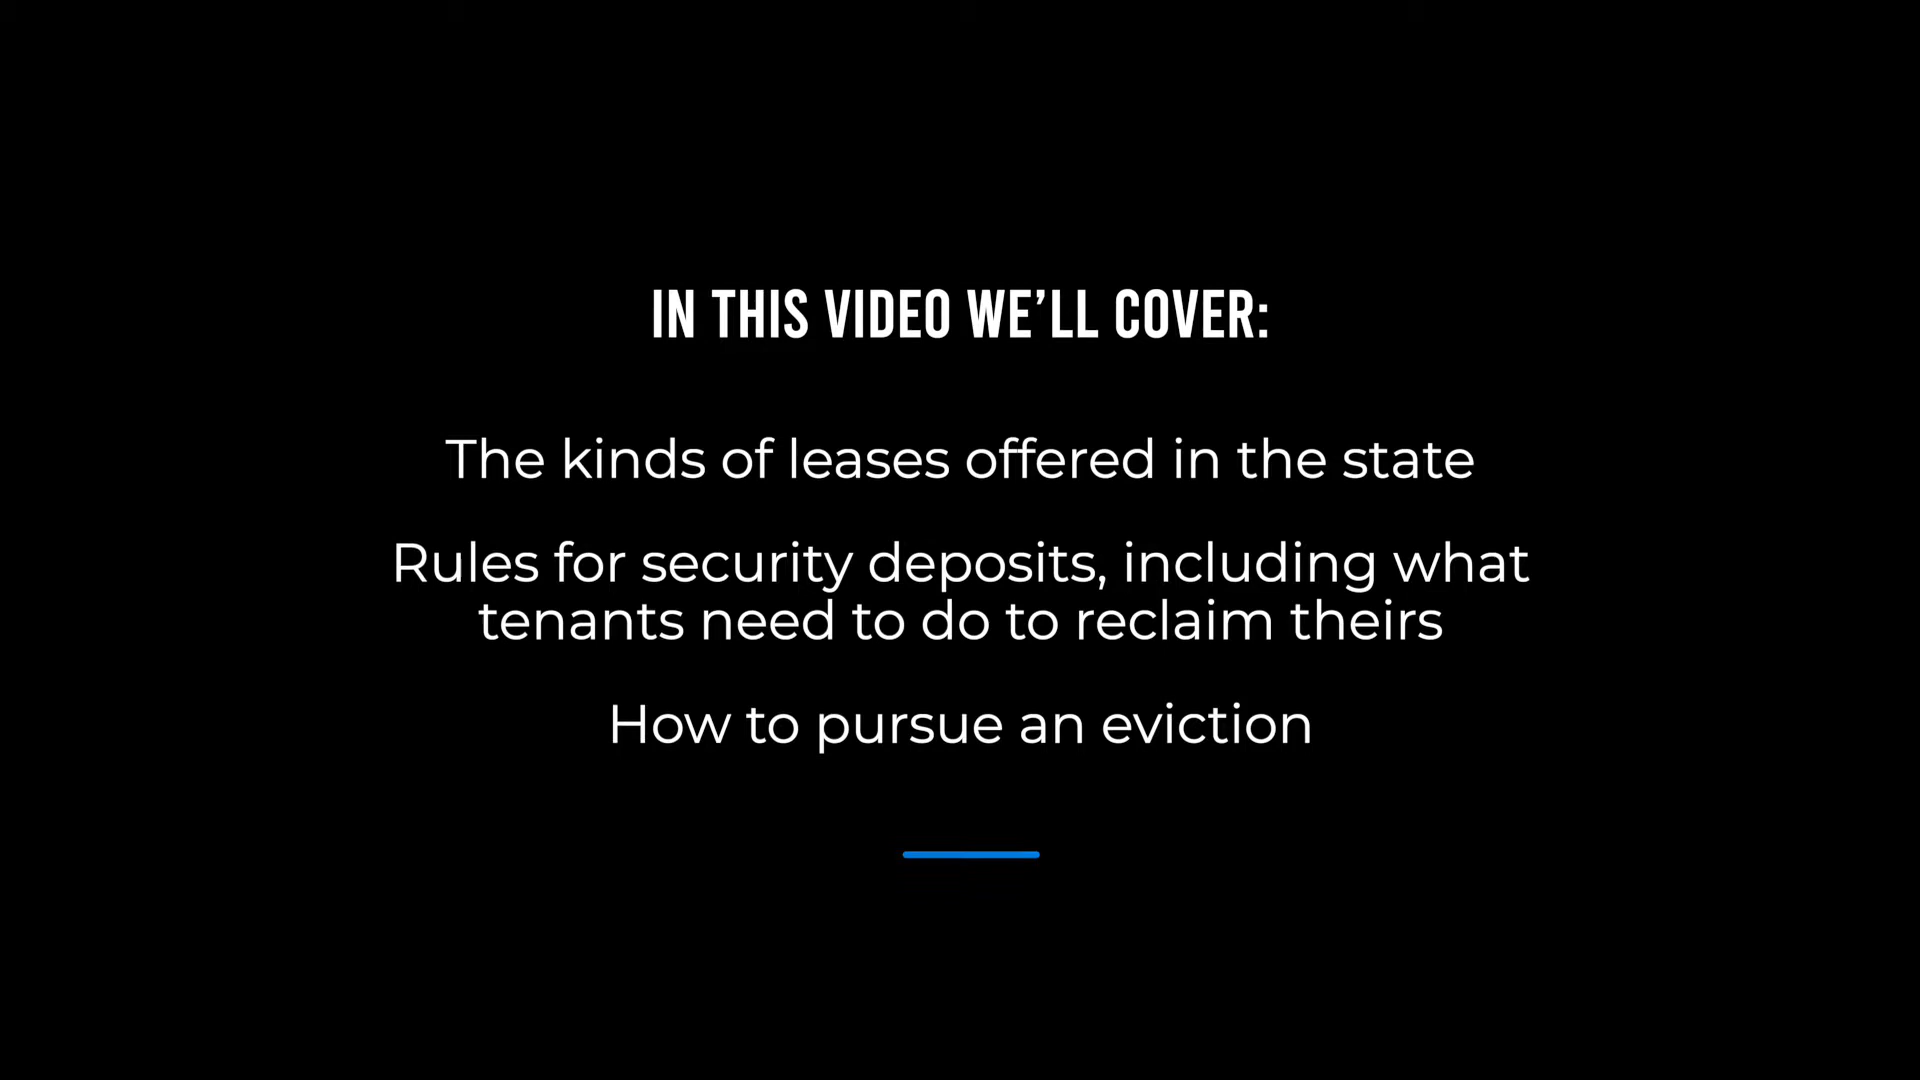 IN THIS VIDEO WE’LL COVER:
The kinds of leases offered in the state
Rules for security deposits, including what
tenants need to do to reclaim theirs
How to pursue an eviction